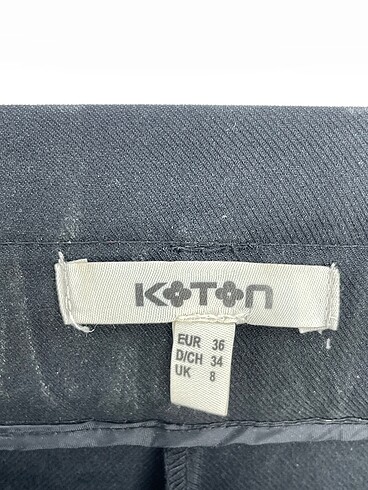 KOTON
EUR 36
D/CH 34
UK 8